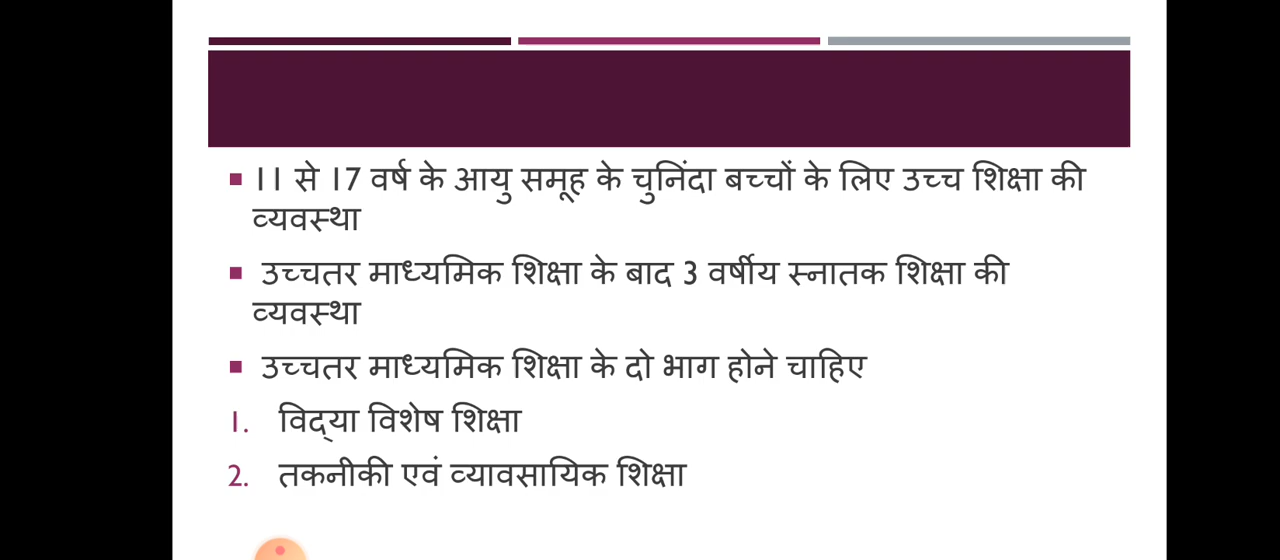 ■ 11 से 17 वर्ष के आयु समूह के चुनिंदा बच्चों के लिए उच्च शिक्षा की
व्यवस्था
■ उच्चतर माध्यमिक शिक्षा के बाद 3 वर्षीय स्नातक शिक्षा की
व्यवस्था
■ उच्चतर माध्यमिक शिक्षा के दो भाग होने चाहिए
1. विद्‌या विशेष शिक्षा
2. तकनीकी एवं व्यावसायिक शिक्षा